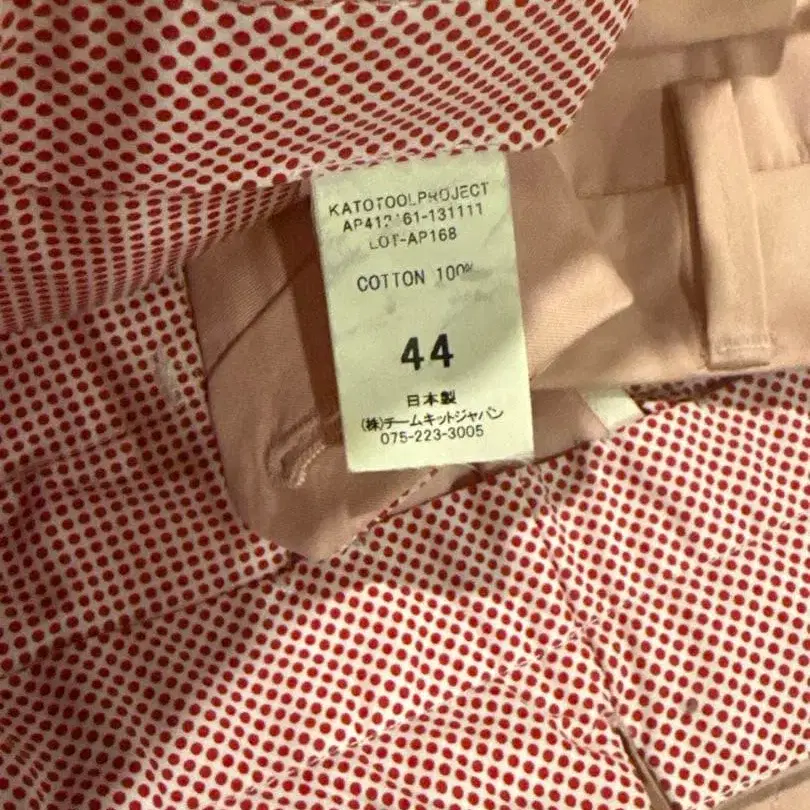 KATOTOOLPROJECT
LOT-AP168
COTTON 100%
44
日本製
(株)チームキットジャパン
075-223-3005